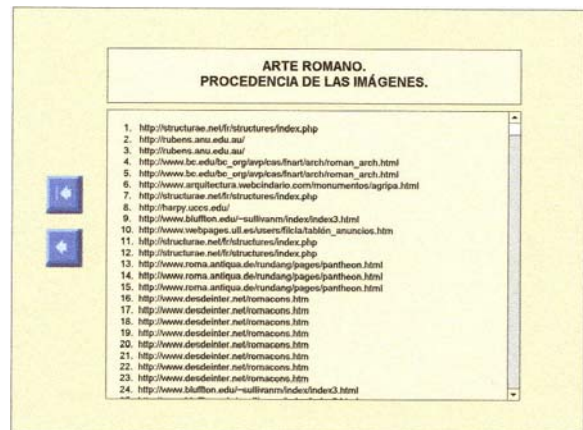 ARTE ROMANO.
PROCEDENCIA DE LAS IMÁGENES.
1. http://structurae.net/fr/structures/index.php
2. http://rubens.anu.edu.au/
3. http://rubens.anu.edu.au/
4. http://www.bc.edu/bc_org/avp/cas/fnart/arch/roman_arch.html
5. http://www.bc.edu/bc_org/avp/cas/fnart/arch/roman_arch.html
6. http://www.arquitectura.webcindario.com/monumentos/agripa.htm
7. http://structurae.net/fr/structures/index.php
8. http://harpy.uccs.edu/
9. http://www.bluffton.edu/~sullivanm/index/index3.html
10. http://www.webpages.ull.es/users/filcla/tablón_anuncios.htm
11. http://structurae.net/fr/structures/index.php
12. http://structurae.net/fr/structures/index.php
13. http://www.roma.antiqua.de/rundang/pages/pantheon.html
14. http://www.roma.antiqua.de/rundang/pages/pantheon.html
15. http://www.roma.antiqua.de/rundang/pages/pantheon.html
16. http://www.desdeinter.net/romacons.htm
17. http://www.desdeinter.net/romacons.htm
18. http://www.desdeinter.net/romacons.htm
19. http://www.desdeinter.net/romacons.htm
20. http://www.desdeinter.net/romacons.htm
21. http://www.desdeinter.net/romacons.htm
22. http://www.desdeinter.net/romacons.htm
23. http://www.desdeinter.net/romacons.htm
24. http://www.bluffton.edu/~sullivanm/index/index3.html